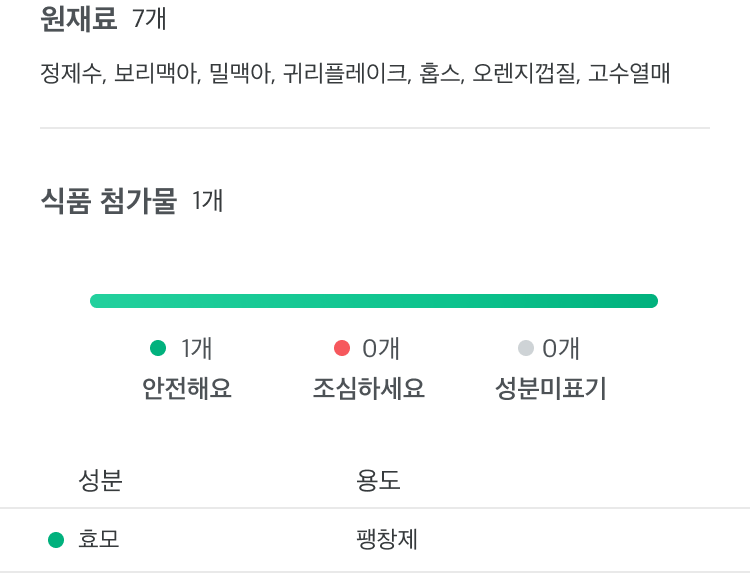 원재료 7개
정제수, 보리맥아, 밀맥아, 귀리플레이크, 홉스, 오렌지껍질, 고수열매
식품 첨가물 1개
1개 0개 0개
안전해요 조심하세요 성분미표기
성분 용도
효모 팽창제